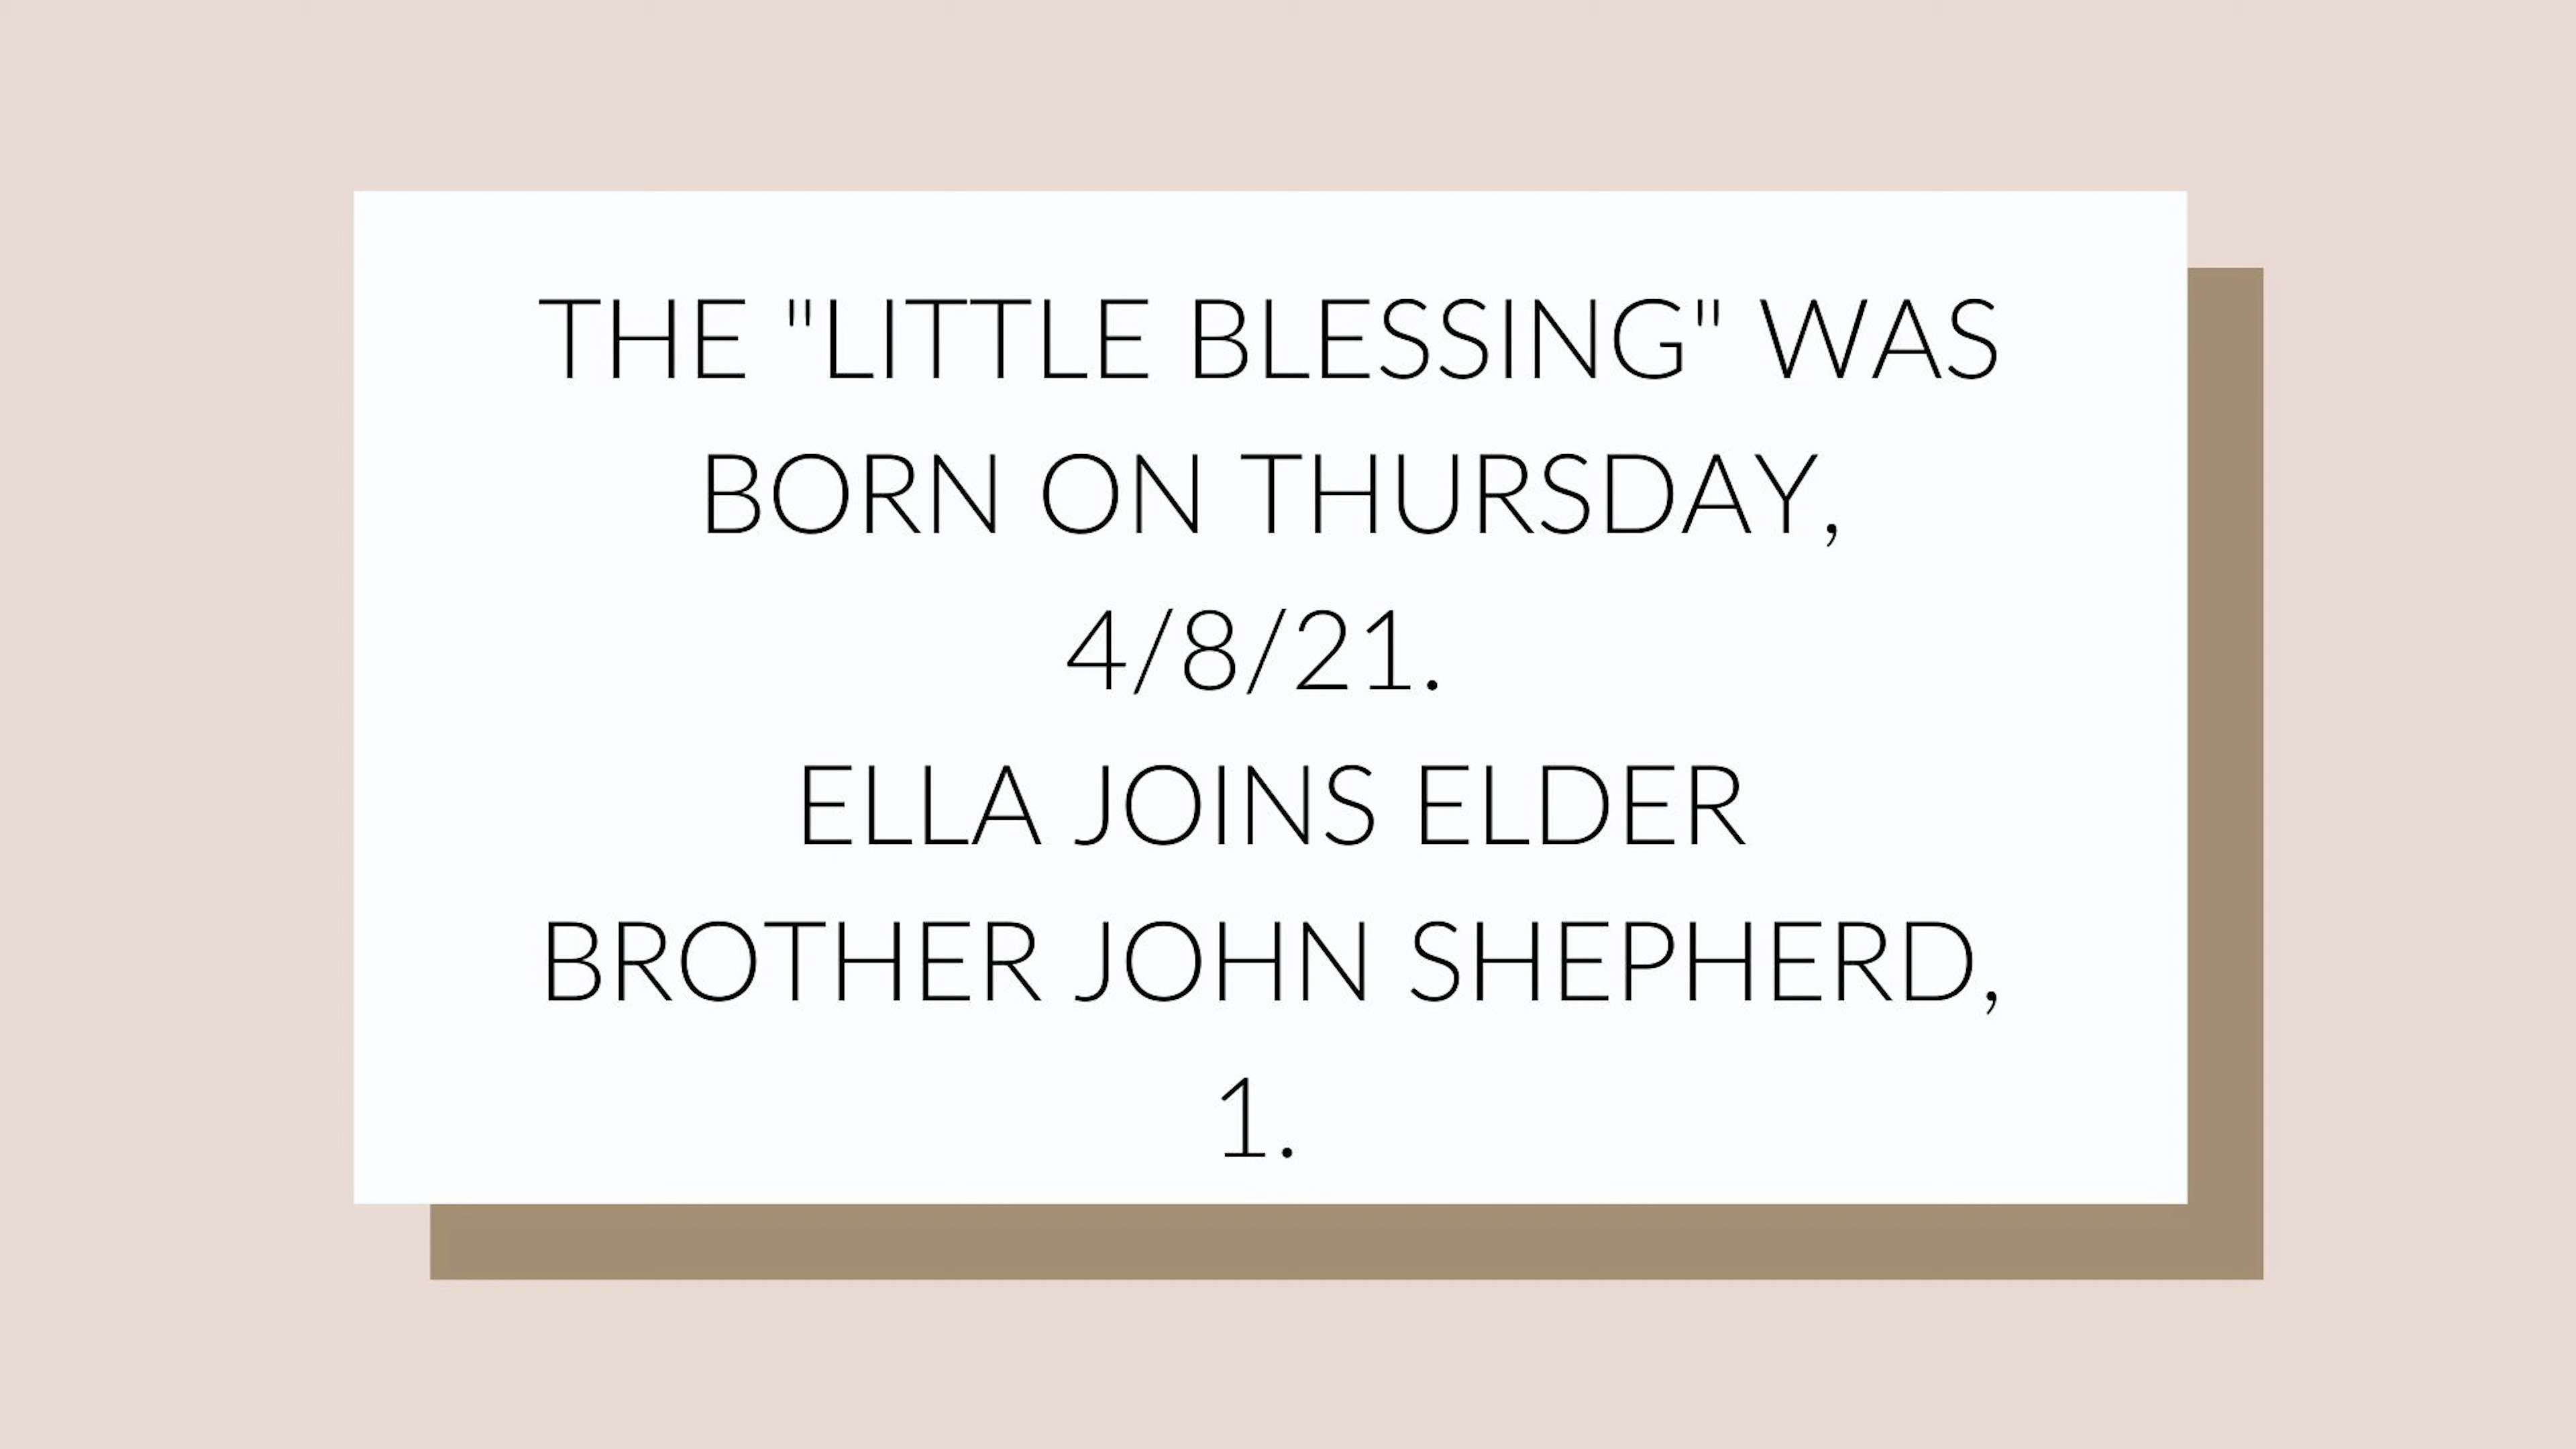 THE "LITTLE BLESSING" WAS
BORN ON THURSDAY,
4/8/21.
ELLA JOINS ELDER
BROTHER JOHN SHEPHERD,
1.